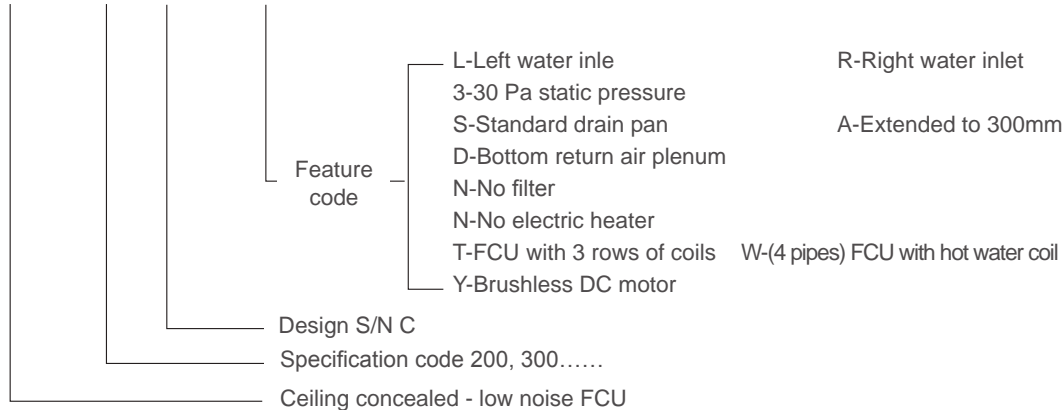 L-Left water inle R-Right water inlet
3-30 Pa static pressure
S-Standard drain pan A-Extended to 300mm
D-Bottom return air plenum
Feature
code
N-No filter
N-No electric heater
T-FCU with 3 rows of coils W-(4 pipes) FCU with hot water coil
Y-Brushless DC motor
Design S/N C
Specification code 200, 300……
Ceiling concealed - low noise FCU